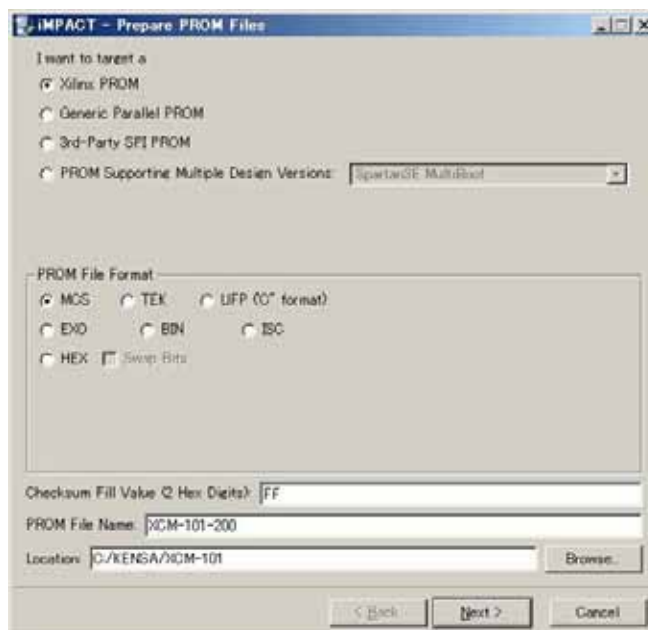 iMPACT - Prepare PROM Files
I want to target a
Xilinx PROM
Generic Parallel PROM
3rd-Party SPI PROM
PROM Supporting Multiple Design Versions: Spartan3E MultiBoot
PROM File Format
MCS TEK UFP ("C" format)
EXO BIN ISC
HEX Swap Bits
Checksum Fill Value (2 Hex Digits): FF
PROM File Name: XCM-101-200
Location: C:/KENSA/XCM-101 Browse...
< Back Next > Cancel